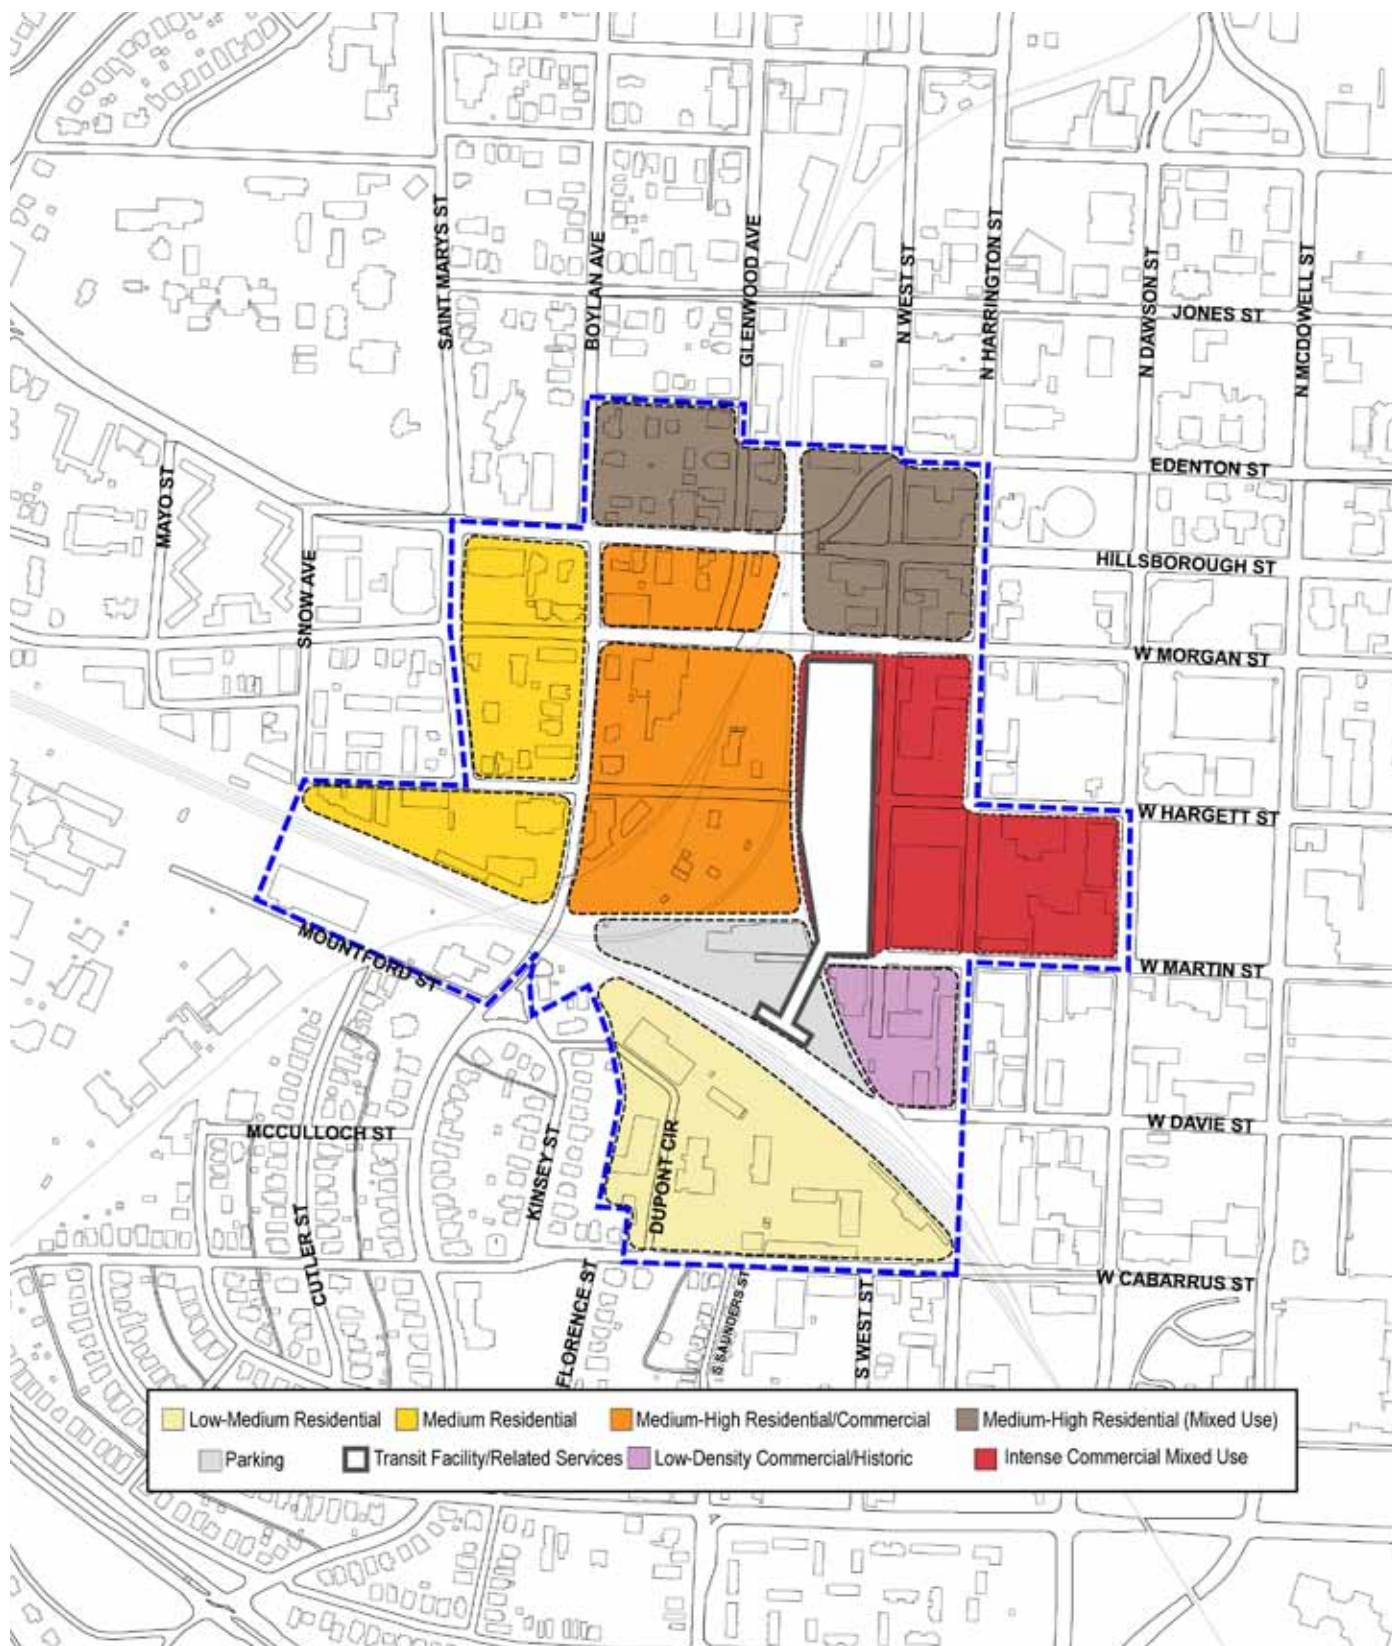 SAINT MARYS ST
BOYLAN AVE
GLENWOOD AVE
N WEST ST
N HARRINGTON ST
N DAWSON ST
N MCDOWELL ST
JONES ST
EDENTON ST
MAYO ST
SNOW AVE
HILLSBOROUGH ST
W MORGAN ST
W HARGETT ST
MOUNTFORD ST
W MARTIN ST
MCCULLOCH ST
KINSEY ST
DUPONT CIR
W DAVIE ST
CUTLER ST
FLORENCE ST
S SAUNDERS ST
S WEST ST
W CABARRUS ST
Low-Medium Residential
Medium Residential
Medium-High Residential/Commercial
Medium-High Residential (Mixed Use)
Parking
Transit Facility/Related Services
Low-Density Commercial/Historic
Intense Commercial Mixed Use